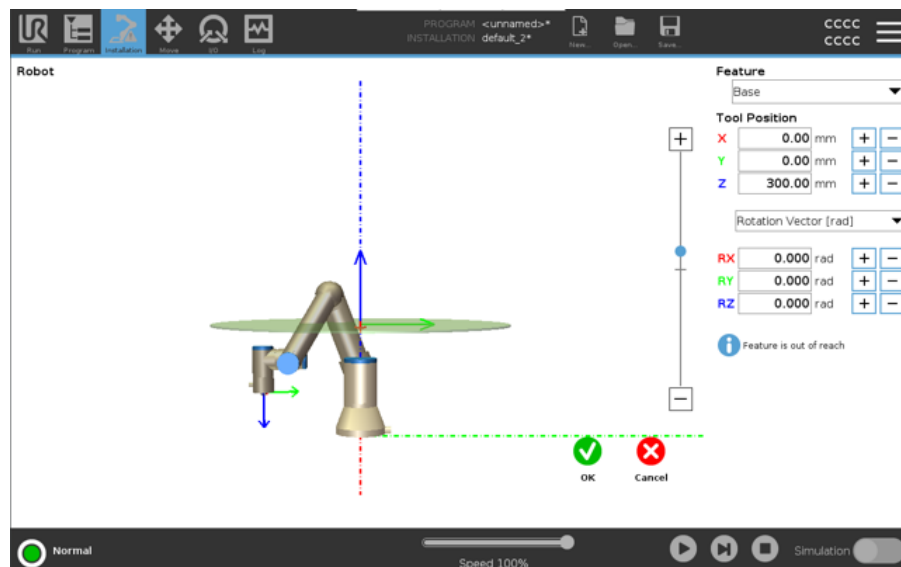 PROGRAM <unnamed>*
INSTALLATION default_2*
cccc
cccc
UR
Run
Program
Installation
Move
I/O
Log
New...
Open...
Save...
Robot
Feature
Base
Tool Position
X 0.00 mm + −
Y 0.00 mm + −
Z 300.00 mm + −
Rotation Vector [rad]
RX 0.000 rad + −
RY 0.000 rad + −
RZ 0.000 rad + −
i Feature is out of reach
+
−
OK
Cancel
Normal
Speed 100%
Simulation